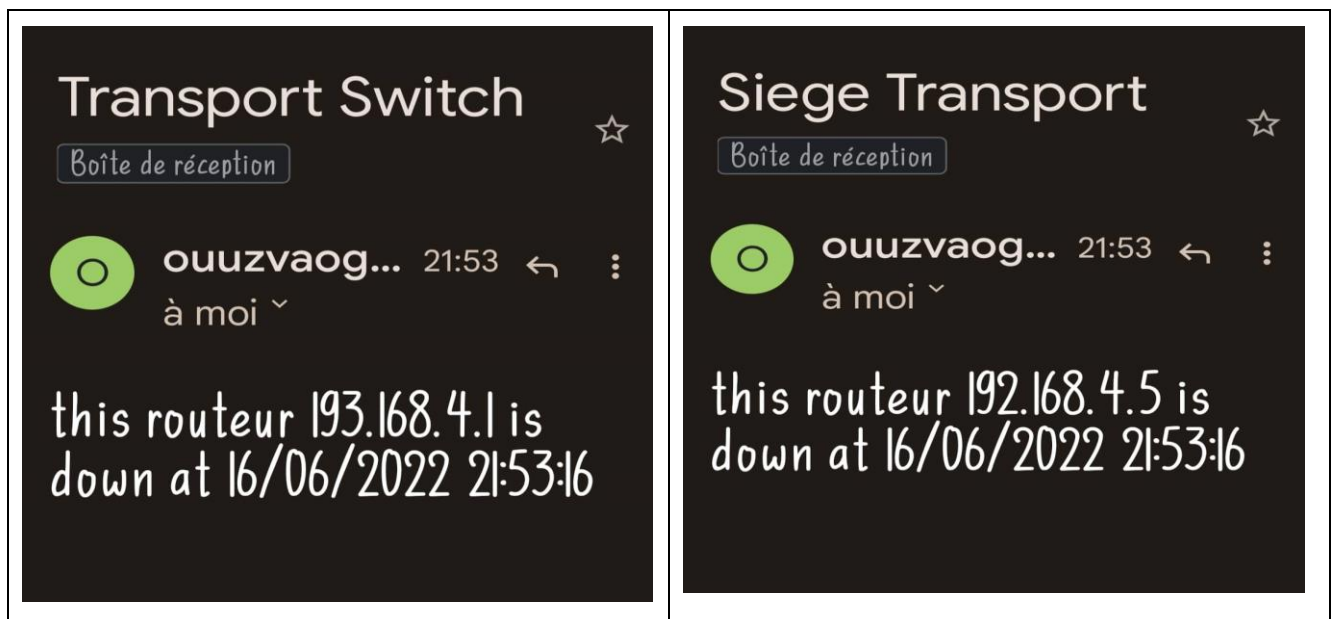 Transport Switch
Boîte de réception
O
ouuzvaog... 21:53
à moi
this routeur 193.168.4.1 is
down at 16/06/2022 21:53:16
Siege Transport
Boîte de réception
O
ouuzvaog... 21:53
à moi
this routeur 192.168.4.5 is
down at 16/06/2022 21:53:16